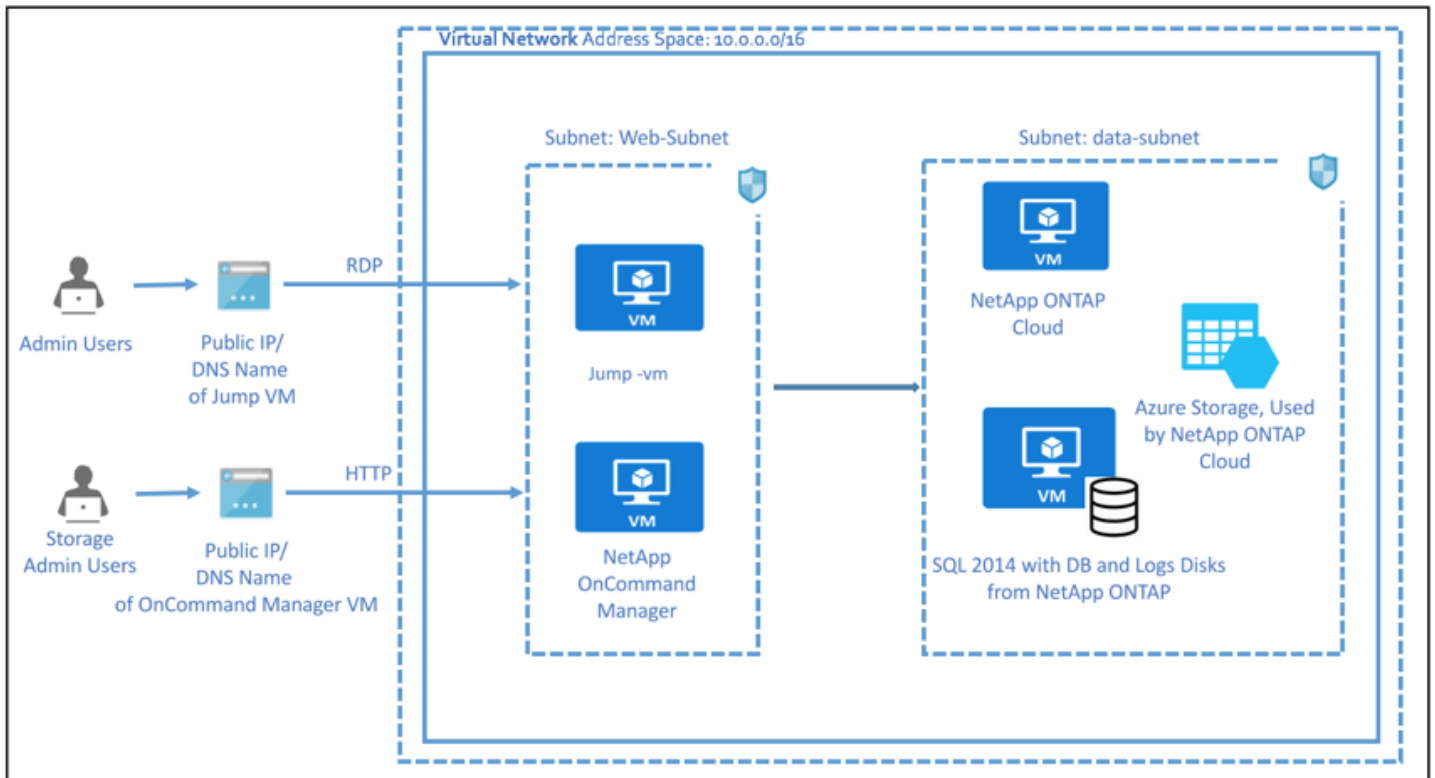 Virtual Network Address Space: 10.0.0.0/16
Subnet: Web-Subnet
Subnet: data-subnet
VM
NetApp ONTAP
Cloud
RDP
Admin Users
Public IP/
DNS Name
of Jump VM
VM
Jump -vm
Azure Storage, Used
by NetApp ONTAP
Cloud
HTTP
Storage
Admin Users
Public IP/
DNS Name
of OnCommand Manager VM
VM
NetApp
OnCommand
Manager
VM
SQL 2014 with DB and Logs Disks
from NetApp ONTAP